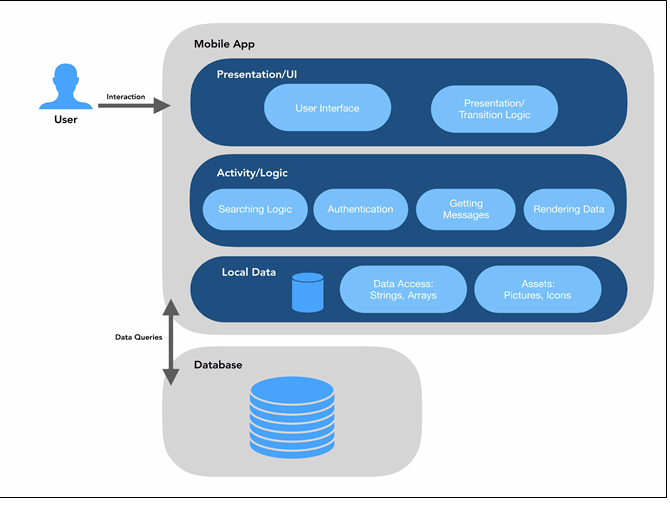 Mobile App
Presentation/UI
User Interface
Presentation/
Transition Logic
Interaction
User
Activity/Logic
Searching Logic
Authentication
Getting
Messages
Rendering Data
Local Data
Data Access:
Strings, Arrays
Assets:
Pictures, Icons
Data Queries
Database